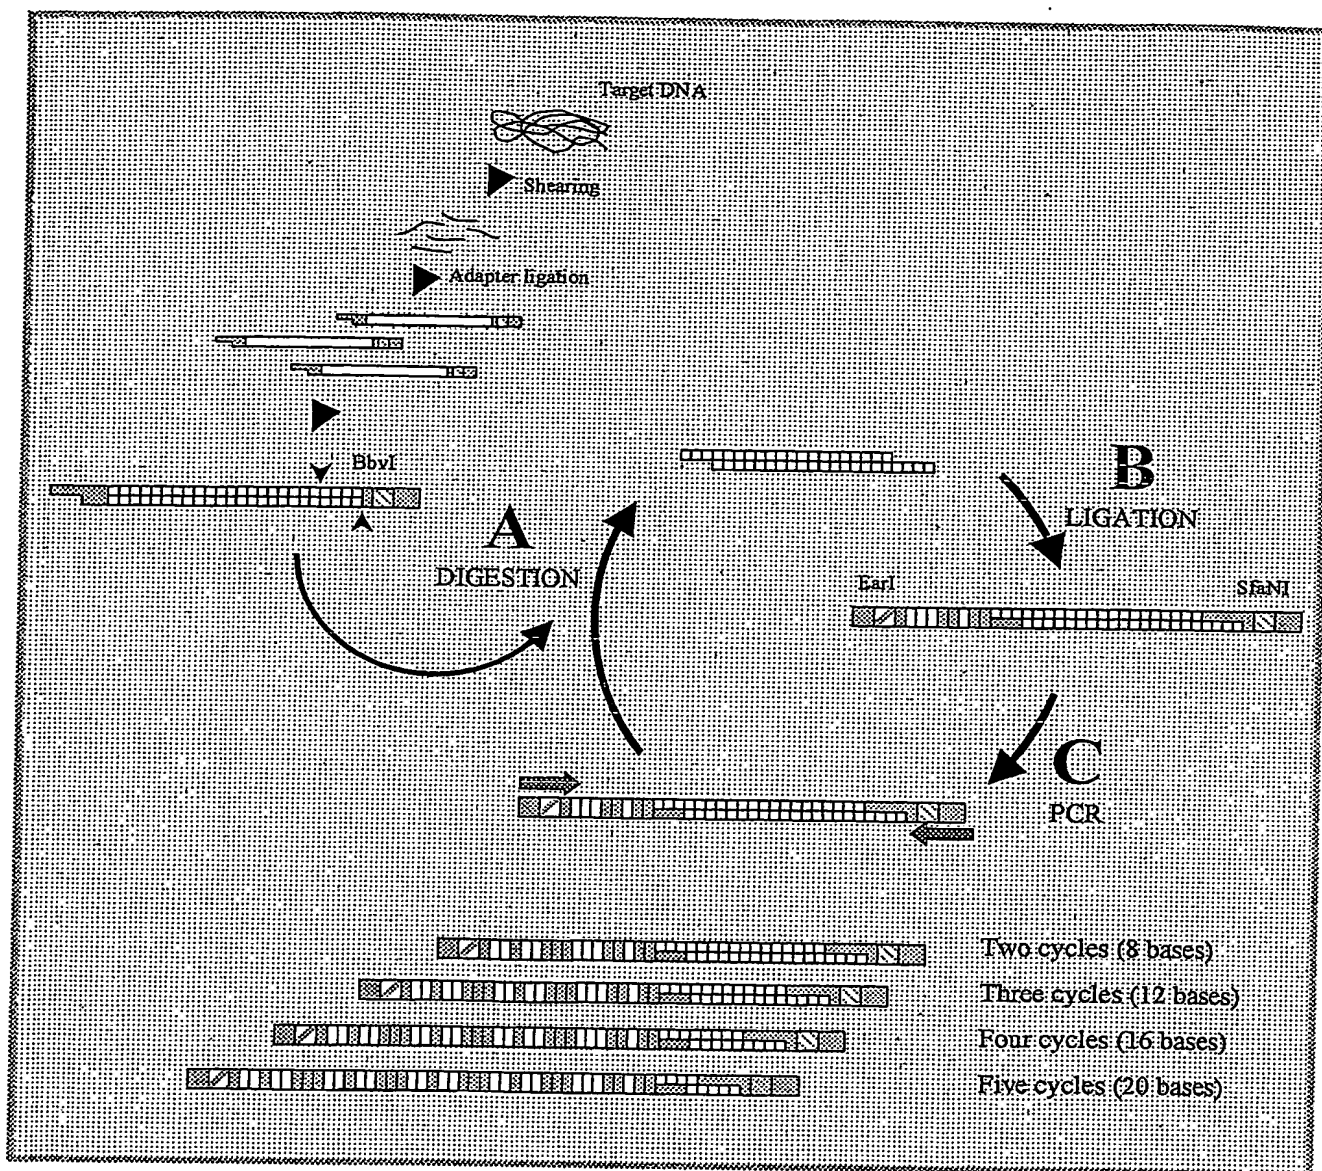 Target DNA
Shearing
Adapter ligation
BbvI
A
DIGESTION
B
LIGATION
EarI
SfaNI
C
PCR
Two cycles (8 bases)
Three cycles (12 bases)
Four cycles (16 bases)
Five cycles (20 bases)